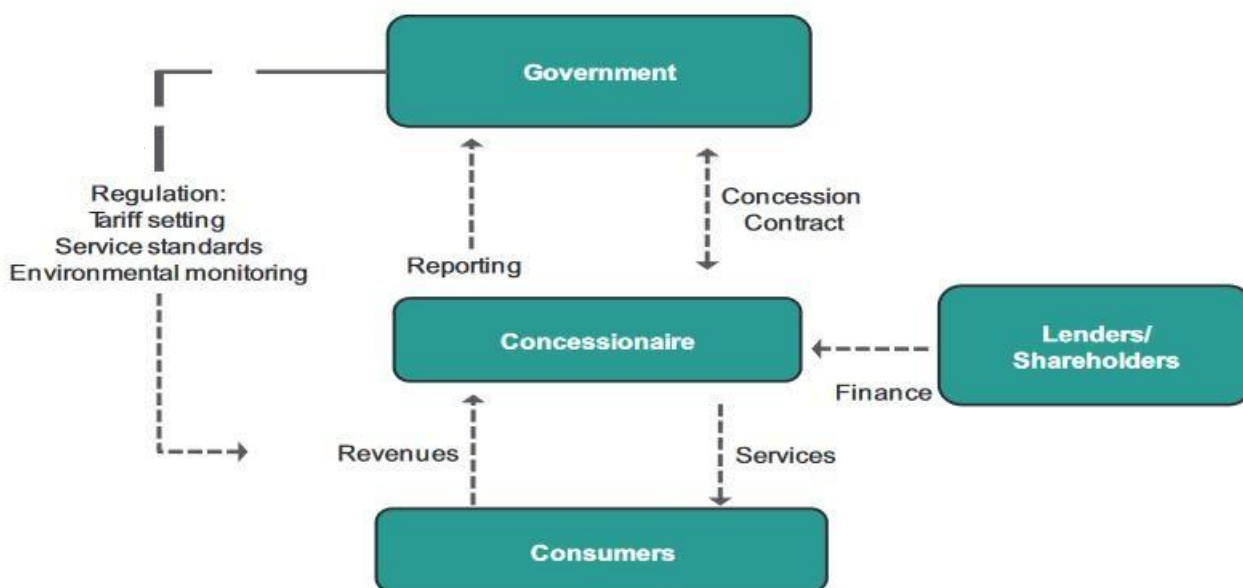 Government
Regulation:
Tariff setting
Service standards
Environmental monitoring
Reporting
Concession
Contract
Concessionaire
Lenders/
Shareholders
Finance
Revenues
Services
Consumers